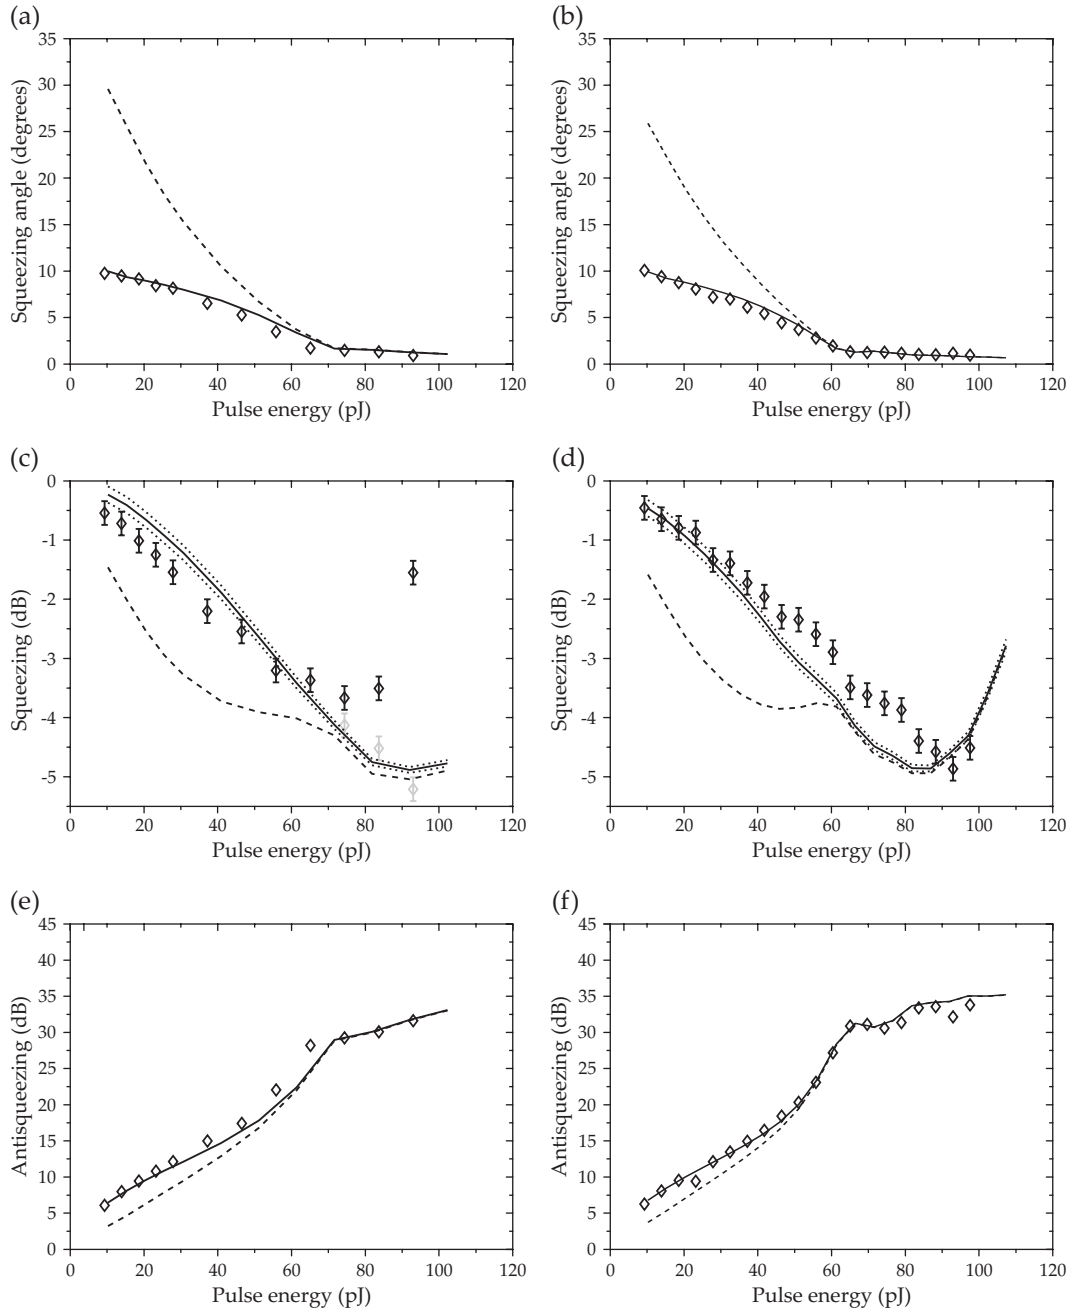 (a)
(b)
35
30
25
20
15
10
5
0
Squeezing angle (degrees)
0 20 40 60 80 100 120
Pulse energy (pJ)
35
30
25
20
15
10
5
0
Squeezing angle (degrees)
0 20 40 60 80 100 120
Pulse energy (pJ)
(c)
(d)
0
-1
-2
-3
-4
-5
Squeezing (dB)
0 20 40 60 80 100 120
Pulse energy (pJ)
0
-1
-2
-3
-4
-5
Squeezing (dB)
0 20 40 60 80 100 120
Pulse energy (pJ)
(e)
(f)
45
40
35
30
25
20
15
10
5
0
Antisqueezing (dB)
0 20 40 60 80 100 120
Pulse energy (pJ)
45
40
35
30
25
20
15
10
5
0
Antisqueezing (dB)
0 20 40 60 80 100 120
Pulse energy (pJ)